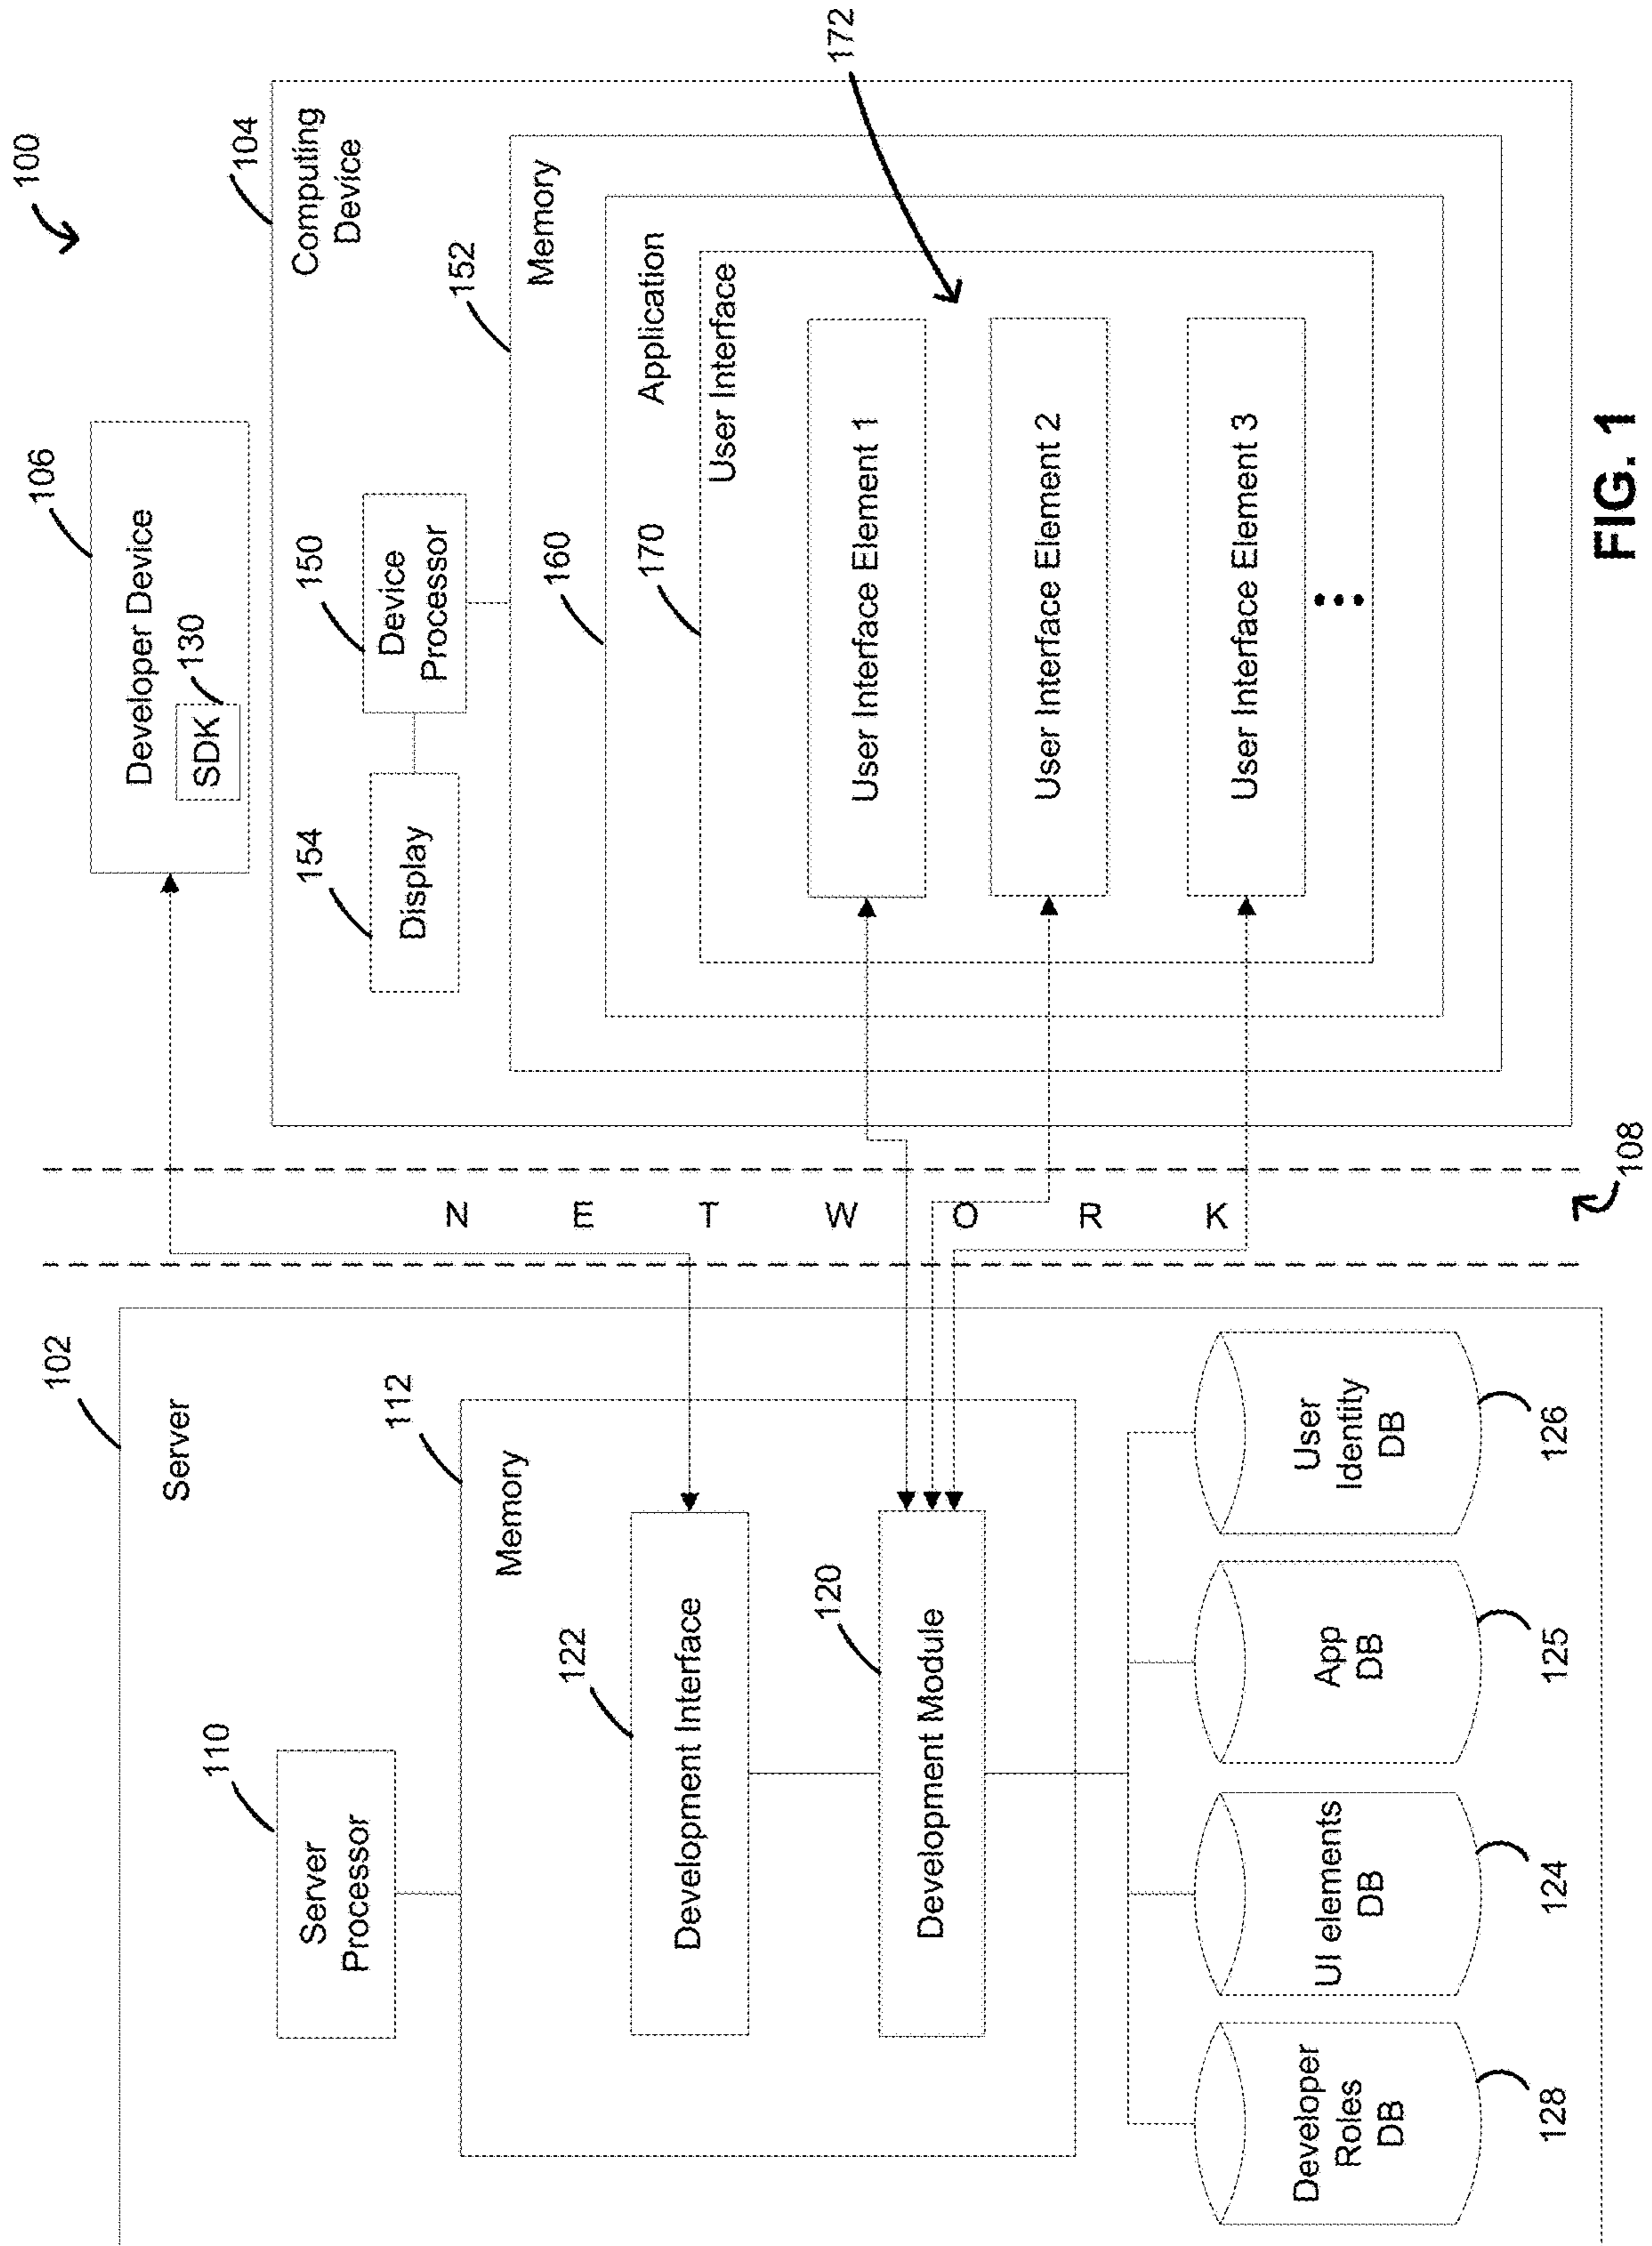 100
102
Server
110
Server
Processor
112
Memory
122
Development Interface
120
Development Module
Developer
Roles
DB
128
UI elements
DB
124
App
DB
125
User
Identity
DB
126
N E T W O R K
108
106
Developer Device
SDK
130
104
Computing
Device
154
Display
150
Device
Processor
152
Memory
160
Application
170
User Interface
172
User Interface Element 1
User Interface Element 2
User Interface Element 3
FIG. 1